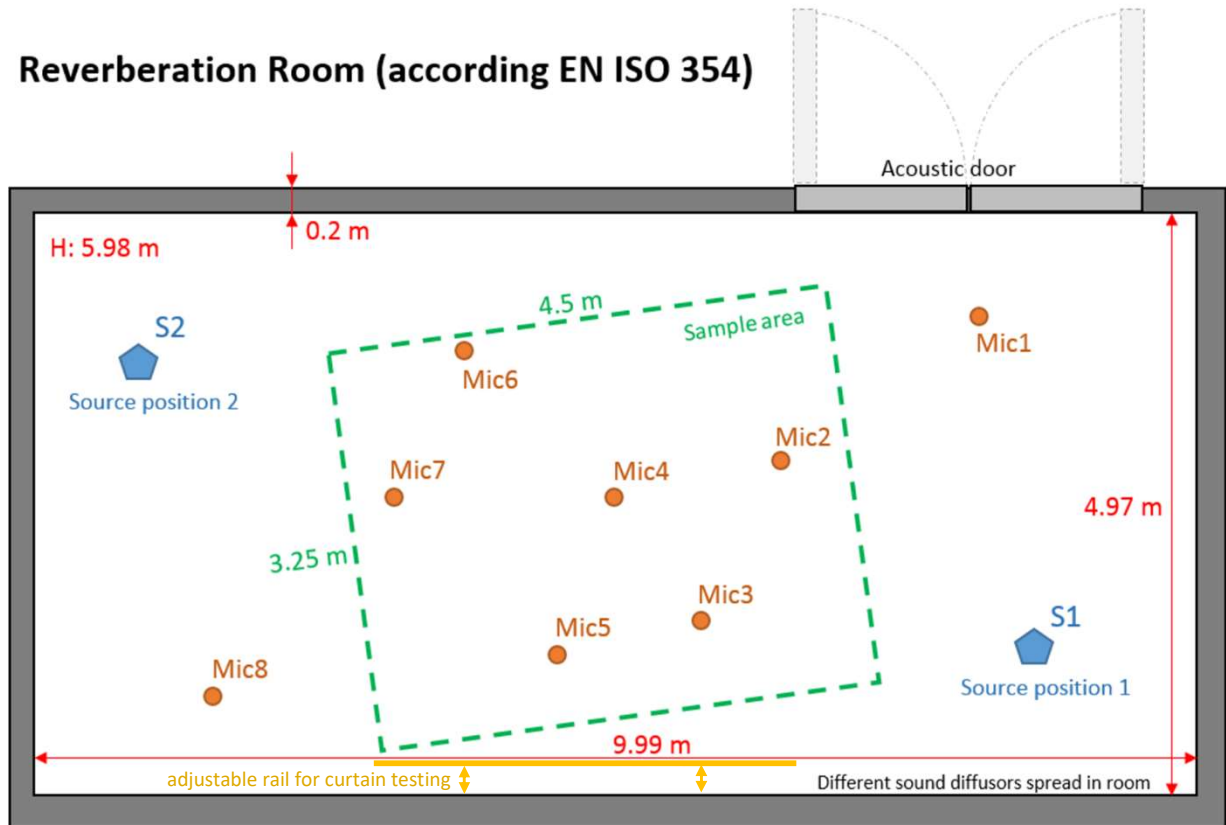 Reverberation Room (according EN ISO 354)
Acoustic door
0.2 m
H: 5.98 m
4.5 m
Sample area
S2
Source position 2
Mic1
Mic6
Mic2
Mic7
Mic4
4.97 m
3.25 m
Mic3
Mic5
S1
Source position 1
Mic8
9.99 m
adjustable rail for curtain testing
Different sound diffusors spread in room